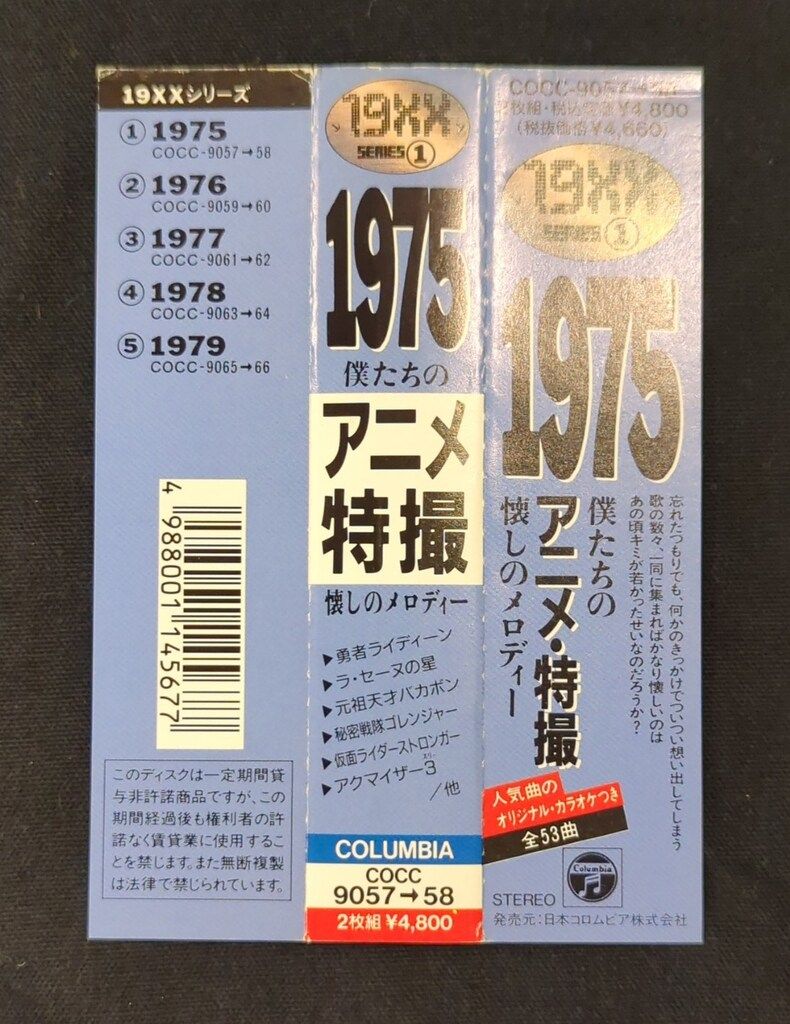 19XXシリーズ
① 1975
COCC-9057→58
② 1976
COCC-9059→60
③ 1977
COCC-9061→62
④ 1978
COCC-9063→64
⑤ 1979
COCC-9065→66
4 988001 145677
このディスクは一定期間貸
与非許諾商品ですが、この
期間経過後も権利者の許
諾なく賃貸業に使用するこ
とを禁じます。また無断複製
は法律で禁じられています。
19XX
SERIES①
1975
僕たちの
アニメ
特撮
懐しのメロディー
▶勇者ライディーン
▶ラ・セーヌの星
▶元祖天才バカボン
▶秘密戦隊ゴレンジャー
▶仮面ライダーストロンガー
▶アクマイザー3
スリー
/他
COLUMBIA
COCC
9057→58
2枚組 ¥4,800
2枚組・税込定価¥4,800
(税抜価格¥4,660)
19XX
SERIES ①
1975
僕たちの
アニメ・特撮
懐しのメロディー
忘れたつもりでも、何かのきっかけでついつい想い出してしまう
歌の数々、一同に集まればかなり懐しいのは
あの頃キミが若かったせいなのだろうか?
人気曲の
オリジナル・カラオケつき
全53曲
Columbia
STEREO
発売元:日本コロムビア株式会社